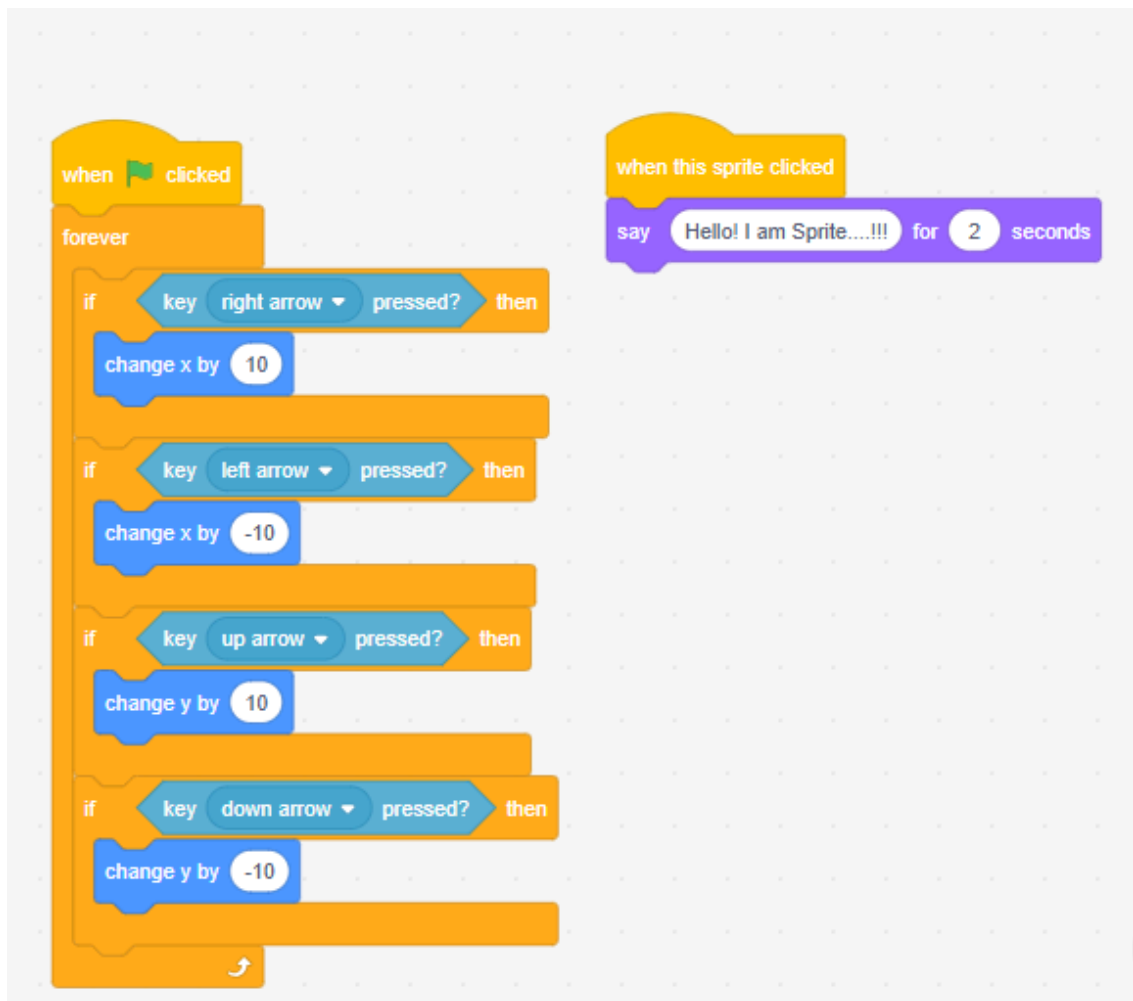 when clicked
forever
if key right arrow pressed? then
change x by 10
if key left arrow pressed? then
change x by -10
if key up arrow pressed? then
change y by 10
if key down arrow pressed? then
change y by -10
when this sprite clicked
say Hello! I am Sprite....!!! for 2 seconds